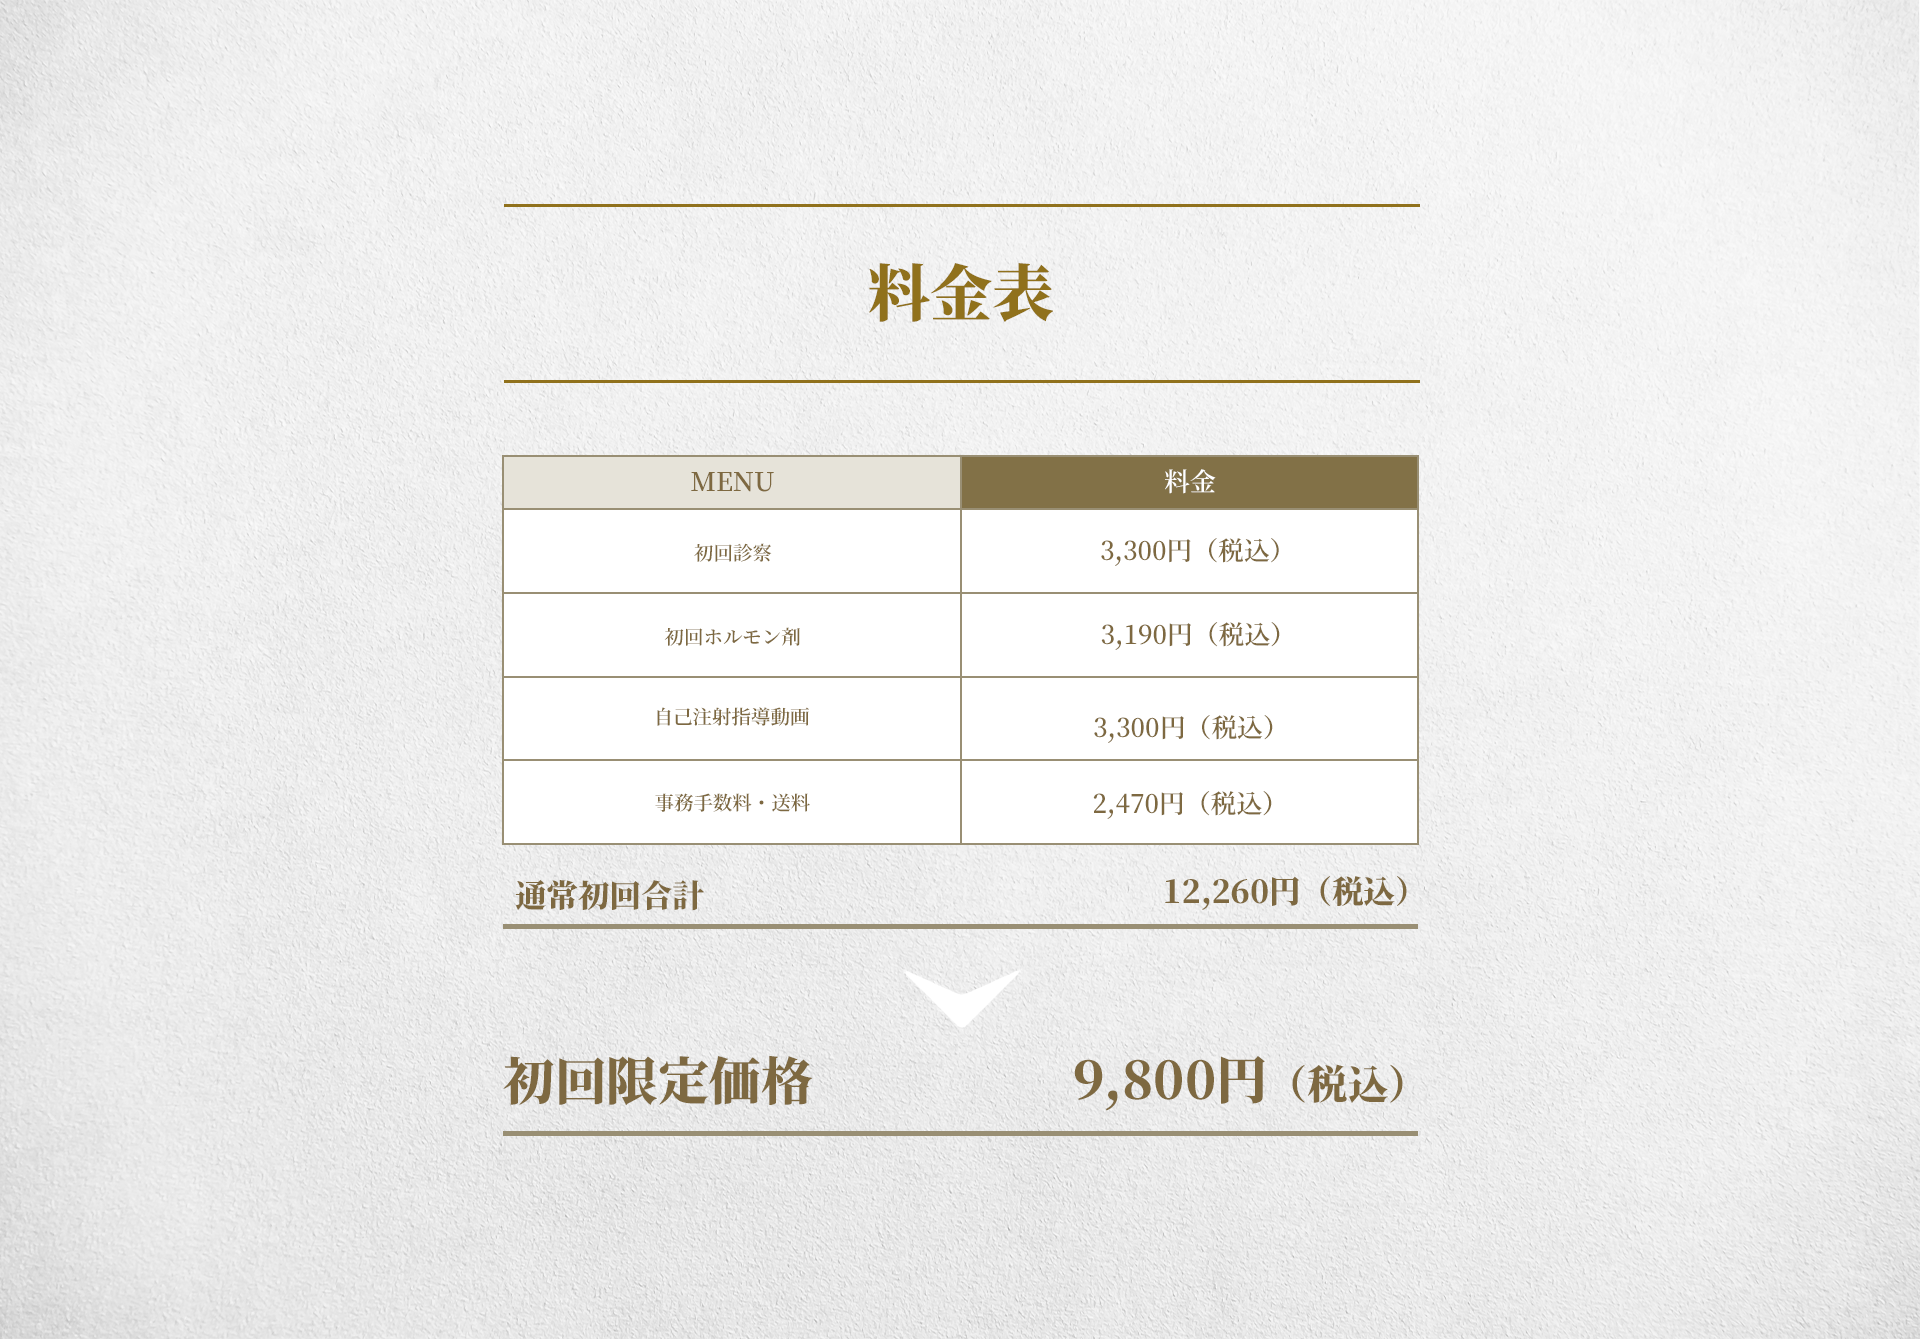 料金表
MENU 料金
初回診察 3,300円（税込）
初回ホルモン剤 3,190円（税込）
自己注射指導動画 3,300円（税込）
事務手数料・送料 2,470円（税込）
通常初回合計 12,260円（税込）
初回限定価格 9,800円（税込）